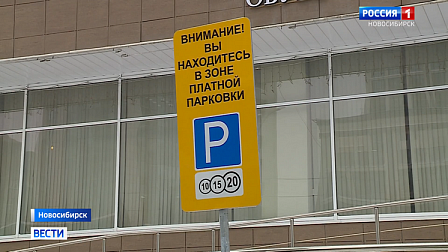 РОССИЯ 1
НОВОСИБИРСК
ВНИМАНИЕ!
ВЫ
НАХОДИТЕСЬ
В ЗОНЕ
ПЛАТНОЙ
ПАРКОВКИ
P
10 15 20
Новосибирск
ВЕСТИ